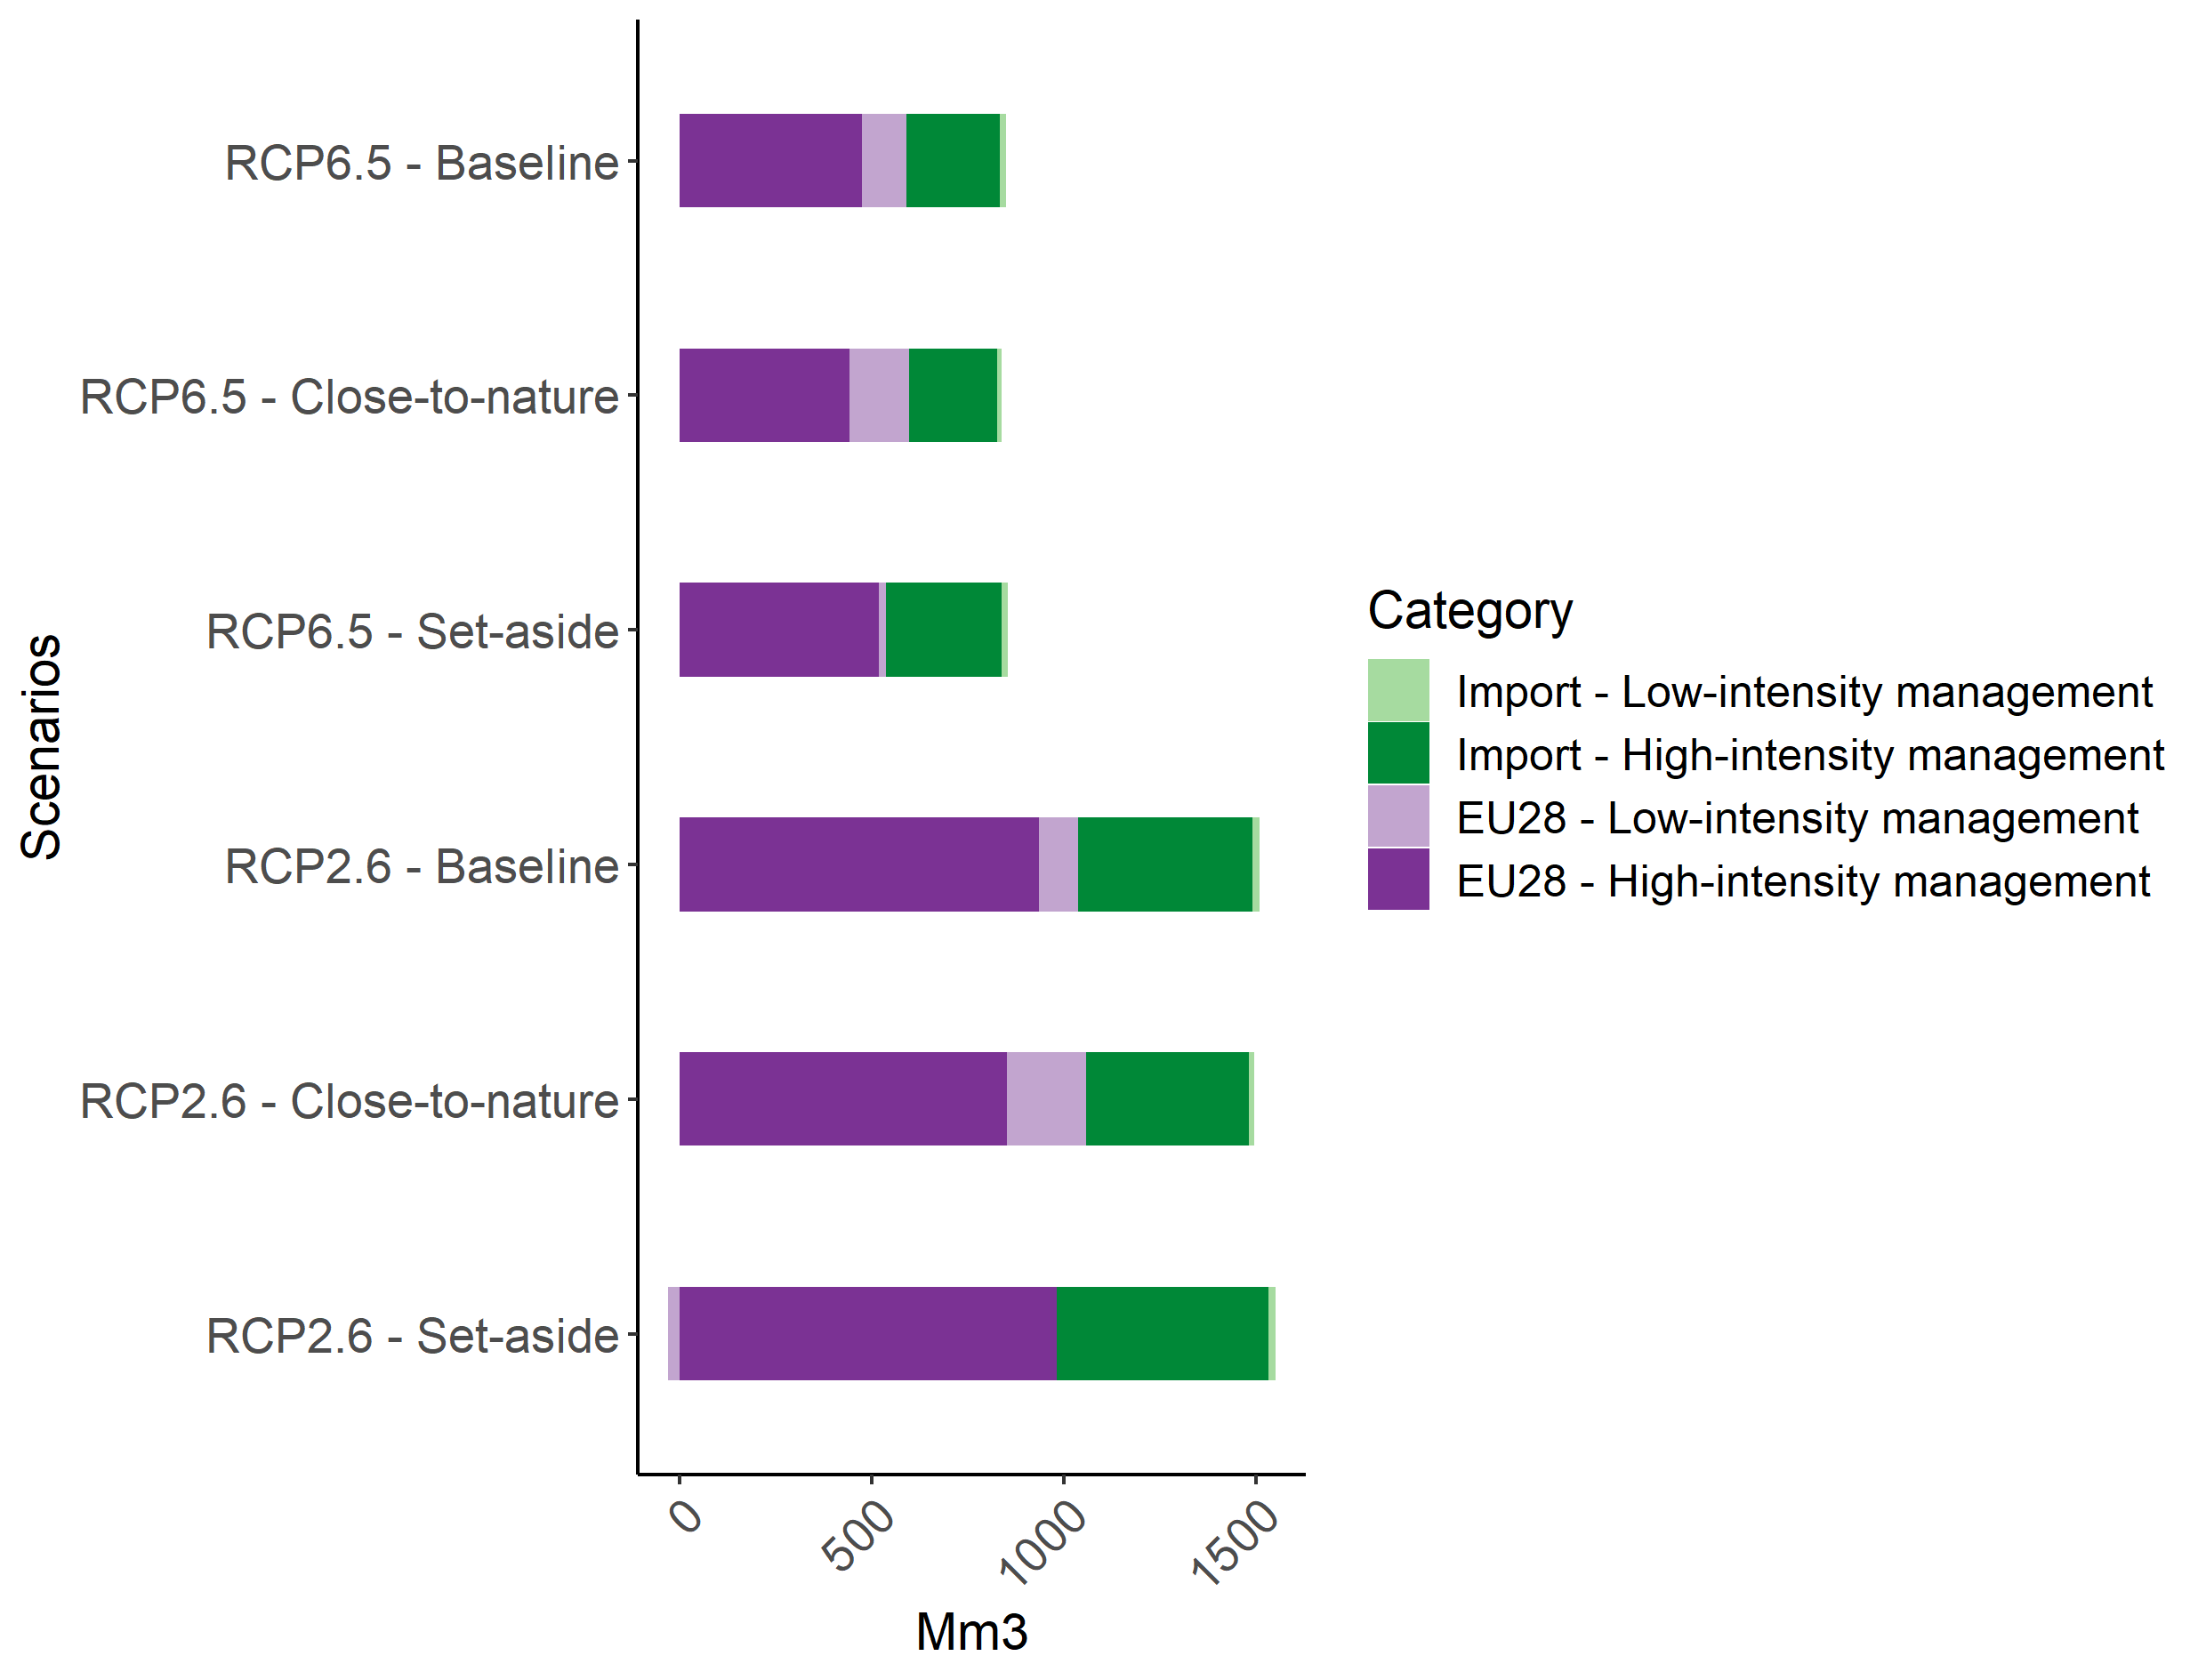 Scenarios
RCP6.5 - Baseline
RCP6.5 - Close-to-nature
RCP6.5 - Set-aside
RCP2.6 - Baseline
RCP2.6 - Close-to-nature
RCP2.6 - Set-aside
0
500
1000
1500
Mm3
Category
Import - Low-intensity management
Import - High-intensity management
EU28 - Low-intensity management
EU28 - High-intensity management